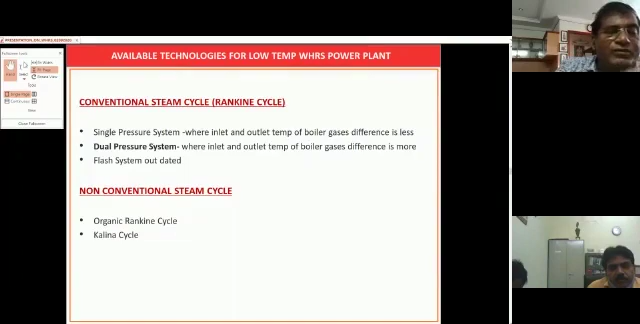 AVAILABLE TECHNOLOGIES FOR LOW TEMP WHRS POWER PLANT
CONVENTIONAL STEAM CYCLE (RANKINE CYCLE)
• Single Pressure System -where inlet and outlet temp of boiler gases difference is less
• Dual Pressure System- where inlet and outlet temp of boiler gases difference is more
• Flash System out dated
NON CONVENTIONAL STEAM CYCLE
• Organic Rankine Cycle
• Kalina Cycle